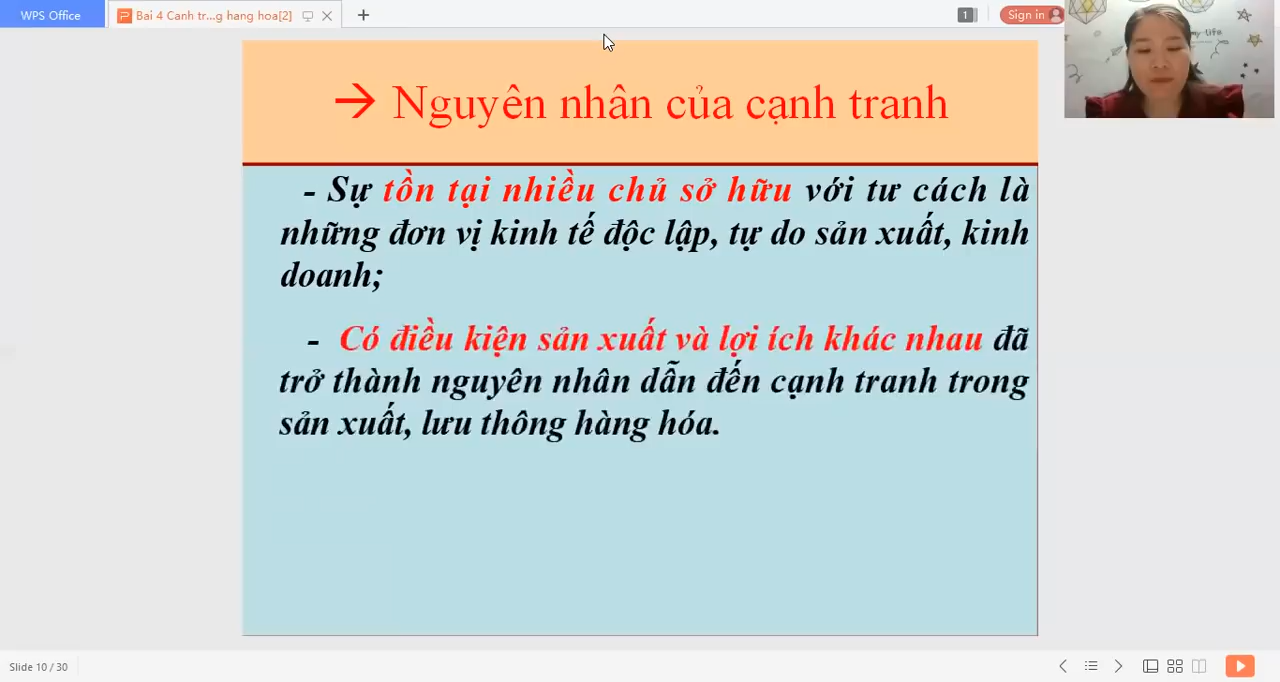 WPS Office
Bai 4 Canh tr...g hang hoa[2]
1
Sign in
my life
→ Nguyên nhân của cạnh tranh
- Sự tồn tại nhiều chủ sở hữu với tư cách là
những đơn vị kinh tế độc lập, tự do sản xuất, kinh
doanh;
- Có điều kiện sản xuất và lợi ích khác nhau đã
trở thành nguyên nhân dẫn đến cạnh tranh trong
sản xuất, lưu thông hàng hóa.
Slide 10 / 30